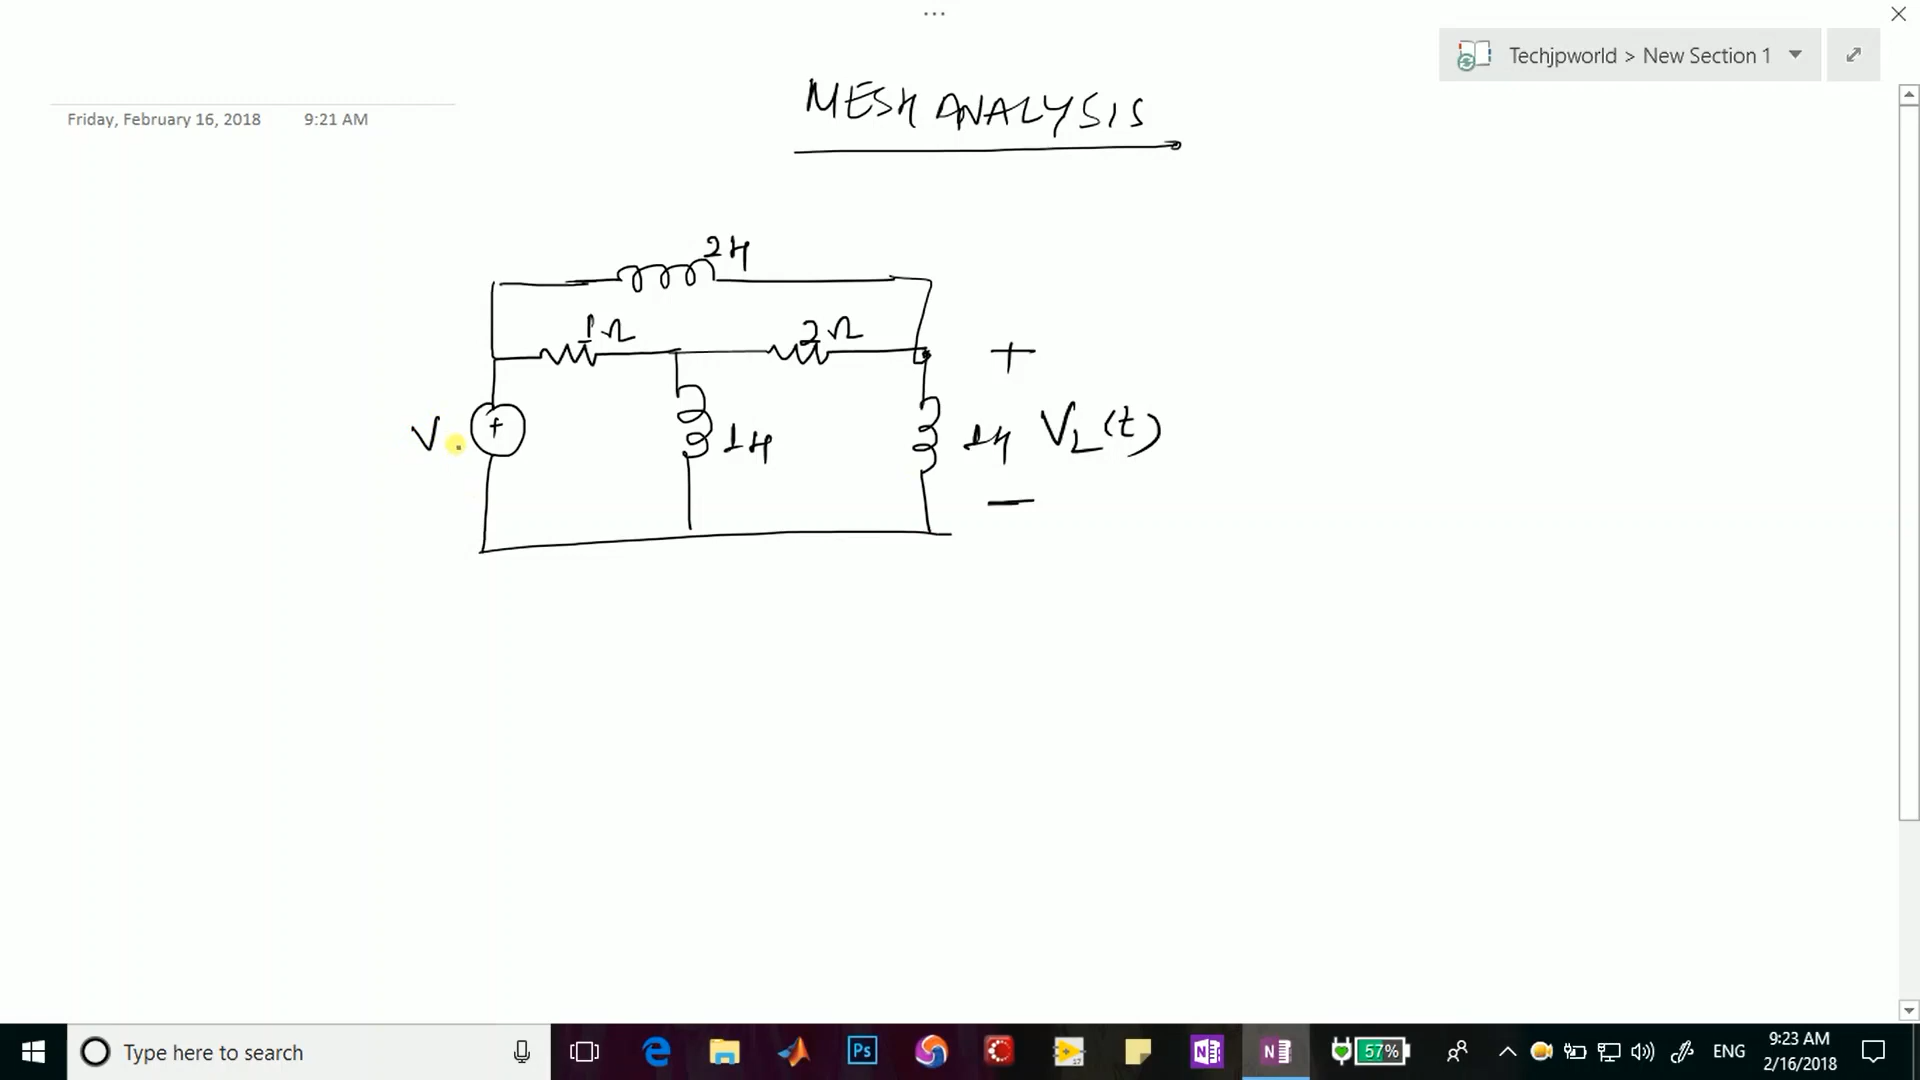 ...
Techjpworld > New Section 1
MESH ANALYSIS
Friday, February 16, 2018 9:21 AM
2H
1Ω
2Ω
+
V
+
1H
1H
VL(t)
—
Type here to search
Ps
57%
ENG
9:23 AM
2/16/2018